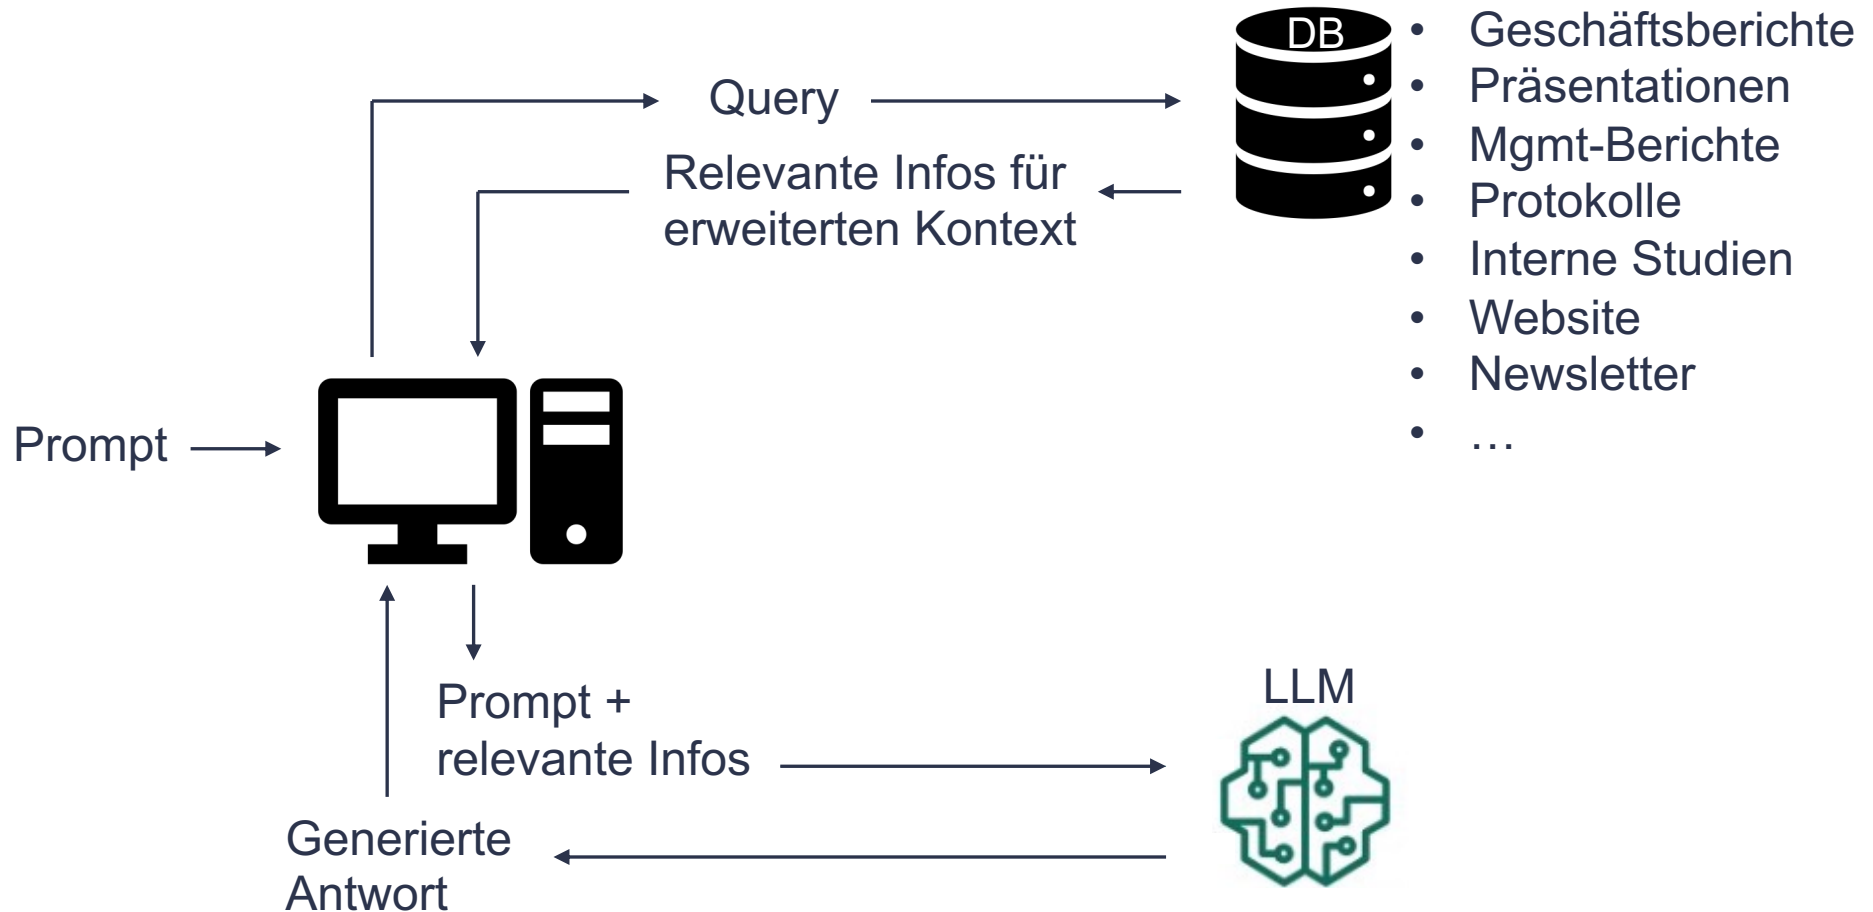 DB
• Geschäftsberichte
• Präsentationen
• Mgmt-Berichte
• Protokolle
• Interne Studien
• Website
• Newsletter
• …
Query
Relevante Infos für
erweiterten Kontext
Prompt
Prompt +
relevante Infos
LLM
Generierte
Antwort